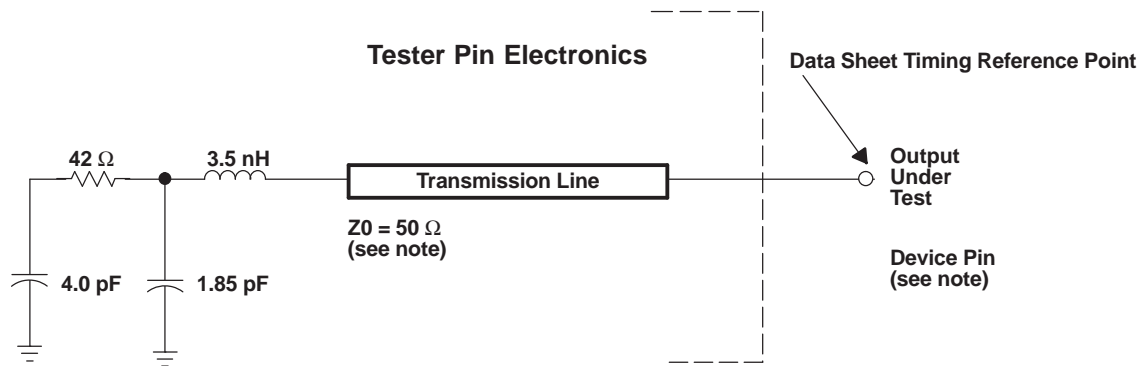 Tester Pin Electronics
Data Sheet Timing Reference Point
42 Ω
3.5 nH
Transmission Line
Output
Under
Test
Z0 = 50 Ω
(see note)
Device Pin
(see note)
4.0 pF
1.85 pF